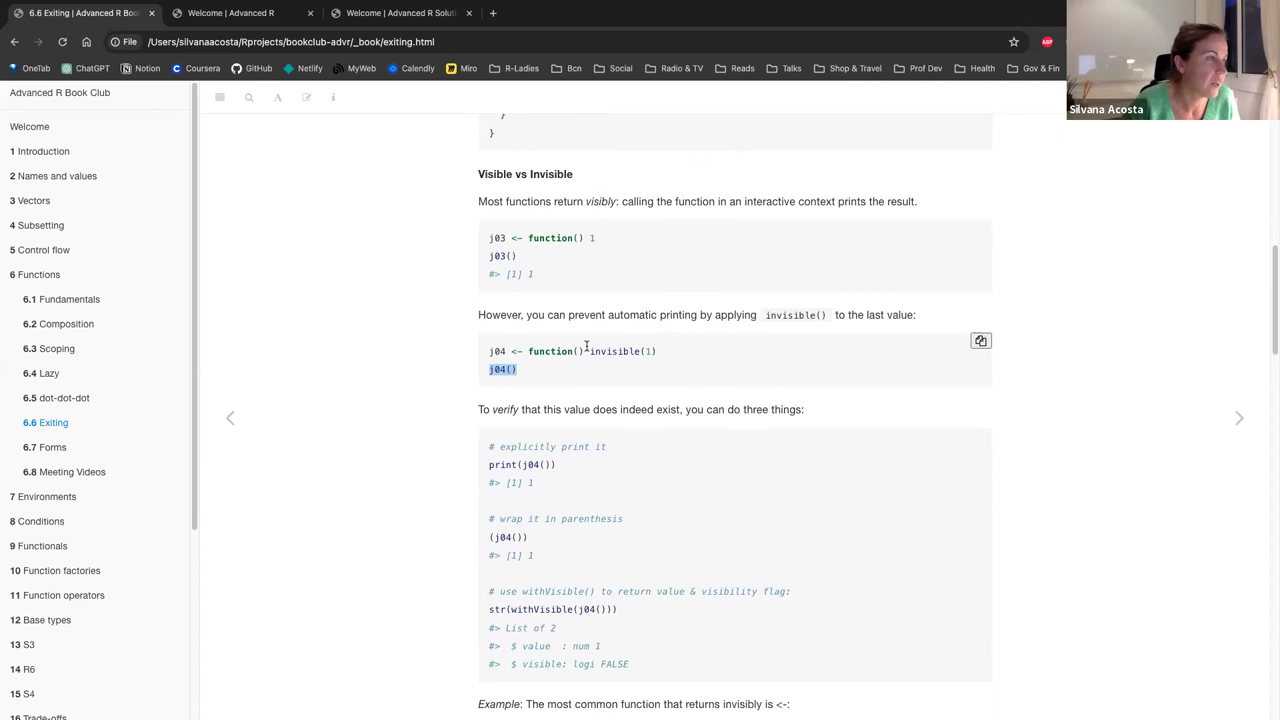 6.6 Exiting | Advanced R Book
Welcome | Advanced R
Welcome | Advanced R Solut
File /Users/silvanaacosta/Rprojects/bookclub-advr/_book/exiting.html
ABP
OneTab ChatGPT Notion Coursera GitHub Netlify MyWeb Calendly Miro R-Ladies Bcn Social Radio & TV Reads Talks Shop & Travel Prof Dev Health Gov & Fin
Silvana Acosta
Advanced R Book Club
Welcome
1 Introduction
2 Names and values
3 Vectors
4 Subsetting
5 Control flow
6 Functions
6.1 Fundamentals
6.2 Composition
6.3 Scoping
6.4 Lazy
6.5 dot-dot-dot
6.6 Exiting
6.7 Forms
6.8 Meeting Videos
7 Environments
8 Conditions
9 Functionals
10 Function factories
11 Function operators
12 Base types
13 S3
14 R6
15 S4
16 Trade-offs
}
}
Visible vs Invisible
Most functions return visibly: calling the function in an interactive context prints the result.
j03 <- function() 1
j03()
#> [1] 1
However, you can prevent automatic printing by applying invisible() to the last value:
j04 <- function() invisible(1)
j04()
To verify that this value does indeed exist, you can do three things:
# explicitly print it
print(j04())
#> [1] 1
# wrap it in parenthesis
(j04())
#> [1] 1
# use withVisible() to return value & visibility flag:
str(withVisible(j04()))
#> List of 2
#> $ value : num 1
#> $ visible: logi FALSE
Example: The most common function that returns invisibly is <-: